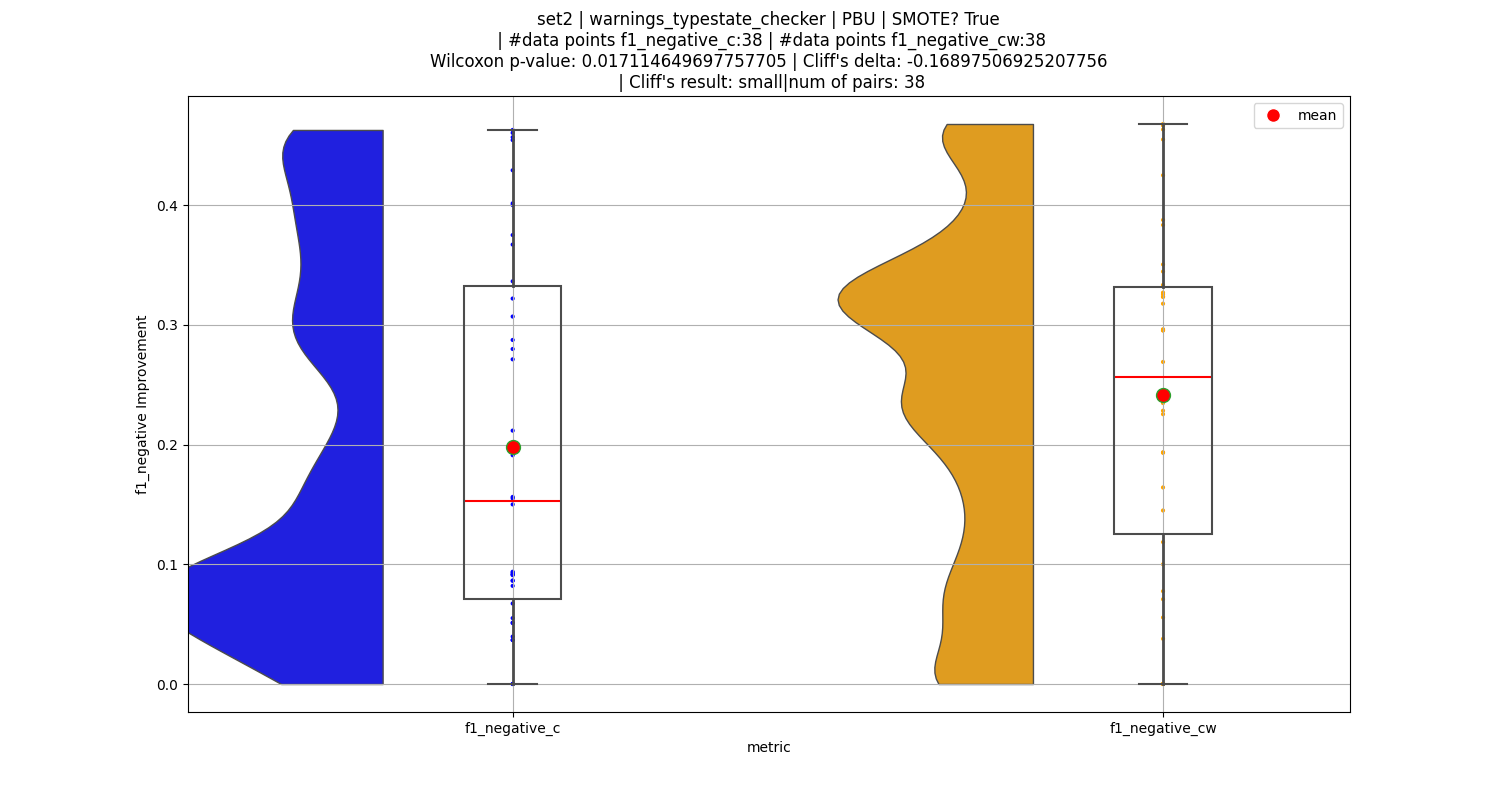 set2 | warnings_typestate_checker | PBU | SMOTE? True
| #data points f1_negative_c:38 | #data points f1_negative_cw:38
Wilcoxon p-value: 0.017114649697757705 | Cliff's delta: -0.16897506925207756
| Cliff's result: small|num of pairs: 38
mean
f1_negative Improvement
0.4
0.3
0.2
0.1
0.0
f1_negative_c
f1_negative_cw
metric